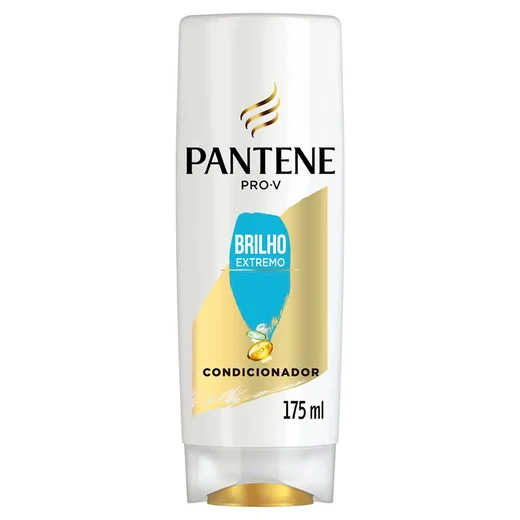 PANTENE
PRO-V
BRILHO
EXTREMO
CONDICIONADOR
175 ml